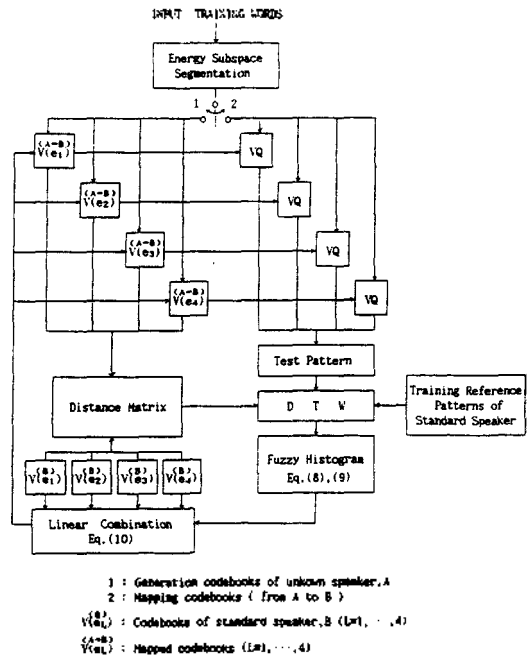 INPUT TRAINING WORDS
Energy Subspace
Segmentation
1 2
(A→B)
V(e1)
VQ
(A→B)
V(e2)
VQ
(A→B)
V(e3)
VQ
(A→B)
V(e4)
VQ
Test Pattern
Distance Matrix
D T W
Training Reference
Patterns of
Standard Speaker
(B) (B) (B) (B)
V(e1) V(e2) V(e3) V(e4)
Fuzzy Histogram
Eq.(8),(9)
Linear Combination
Eq.(10)
1 : Generation codebooks of unkown speaker,A
2 : Mapping codebooks ( from A to B )
(B)
V(eL) : Codebooks of standard speaker,B (L=1, ··,4)
(A→B)
V(eL) : Mapped codebooks (L=1,···,4)